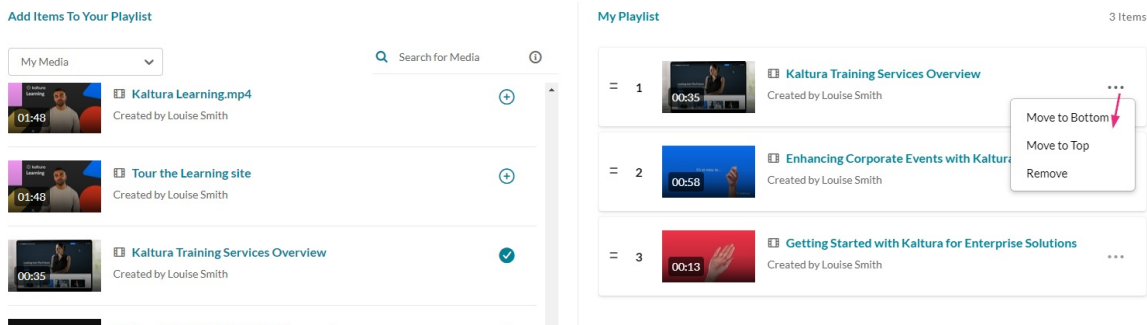 Add Items To Your Playlist
My Media
Search for Media
01:48
Kaltura Learning.mp4
Created by Louise Smith
01:48
Tour the Learning site
Created by Louise Smith
00:35
Kaltura Training Services Overview
Created by Louise Smith
My Playlist
3 Items
1
00:35
Kaltura Training Services Overview
Created by Louise Smith
Move to Bottom
Move to Top
Remove
2
00:58
Enhancing Corporate Events with Kaltura
Created by Louise Smith
3
00:13
Getting Started with Kaltura for Enterprise Solutions
Created by Louise Smith